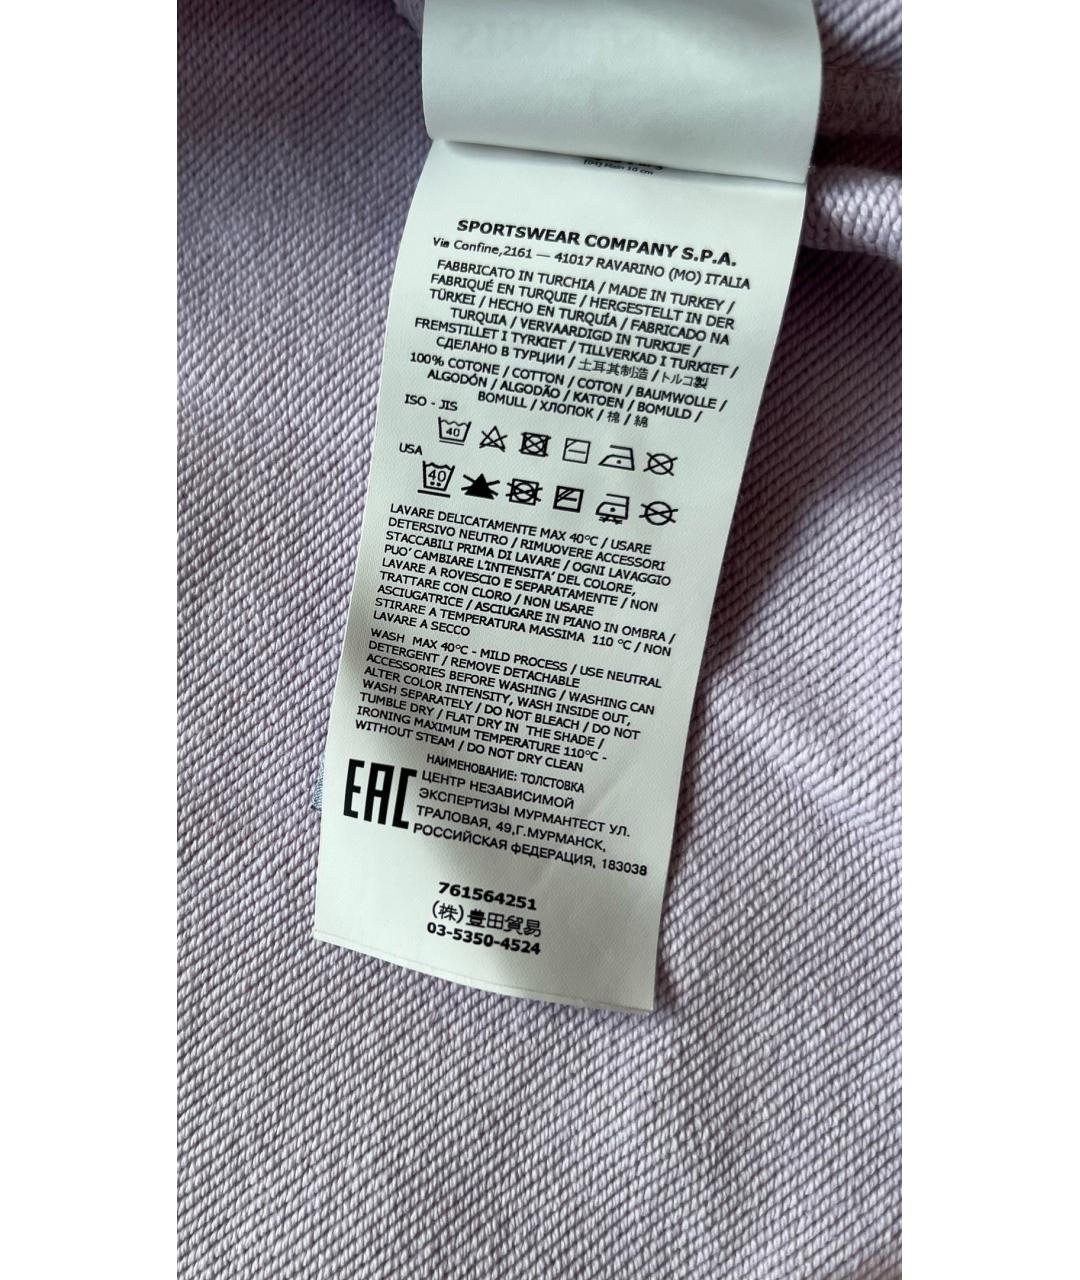 SPORTSWEAR COMPANY S.P.A.
Via Confine,2161 — 41017 RAVARINO (MO) ITALIA
FABBRICATO IN TURCHIA / MADE IN TURKEY /
FABRIQUÉ EN TURQUIE / HERGESTELLT IN DER
TÜRKEI / HECHO EN TURQUÍA / FABRICADO NA
TURQUIA / VERVAARDIGD IN TURKIJE /
FREMSTILLET I TYRKIET / TILLVERKAD I TURKIET /
СДЕЛАНО В ТУРЦИИ / 土耳其制造 / トルコ製
100% COTONE / COTTON / COTON / BAUMWOLLE /
ALGODÓN / ALGODÃO / KATOEN / BOMULD /
BOMULL / ХЛОПОК / 棉 / 綿
ISO - JIS
40
USA
40
LAVARE DELICATAMENTE MAX 40°C / USARE
DETERSIVO NEUTRO / RIMUOVERE ACCESSORI
STACCABILI PRIMA DI LAVARE / OGNI LAVAGGIO
PUO' CAMBIARE L'INTENSITA' DEL COLORE,
LAVARE A ROVESCIO E SEPARATAMENTE / NON
TRATTARE CON CLORO / NON USARE
ASCIUGATRICE / ASCIUGARE IN PIANO IN OMBRA /
STIRARE A TEMPERATURA MASSIMA 110 °C / NON
LAVARE A SECCO
WASH MAX 40°C - MILD PROCESS / USE NEUTRAL
DETERGENT / REMOVE DETACHABLE
ACCESSORIES BEFORE WASHING / WASHING CAN
ALTER COLOR INTENSITY, WASH INSIDE OUT,
WASH SEPARATELY / DO NOT BLEACH / DO NOT
TUMBLE DRY / FLAT DRY IN THE SHADE /
IRONING MAXIMUM TEMPERATURE 110°C -
WITHOUT STEAM / DO NOT DRY CLEAN
EAC
НАИМЕНОВАНИЕ: ТОЛСТОВКА
ЦЕНТР НЕЗАВИСИМОЙ
ЭКСПЕРТИЗЫ МУРМАНТЕСТ УЛ.
ТРАЛОВАЯ, 49,Г.МУРМАНСК,
РОССИЙСКАЯ ФЕДЕРАЦИЯ, 183038
761564251
(株)豊田貿易
03-5350-4524